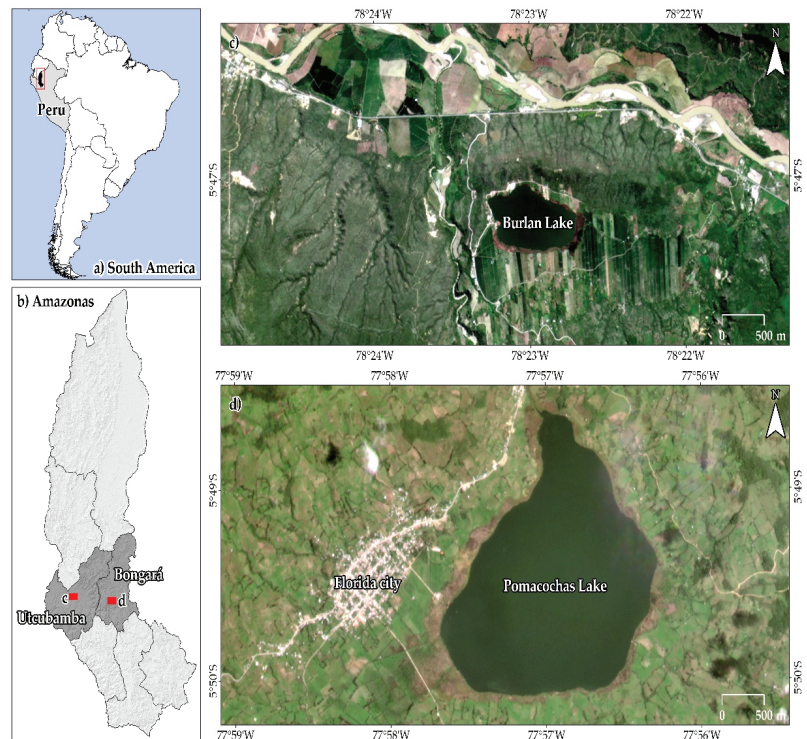 Peru
a) South America
b) Amazonas
Bongará
c
d
Utcubamba
78°24'W
78°23'W
78°22'W
c)
N
5°47'S
5°47'S
Burlan Lake
0
500 m
78°24'W
78°23'W
78°22'W
77°59'W
77°58'W
77°57'W
77°56'W
d)
N
5°49'S
5°49'S
Florida city
Pomacochas Lake
5°50'S
5°50'S
0
500 m
77°59'W
77°58'W
77°57'W
77°56'W